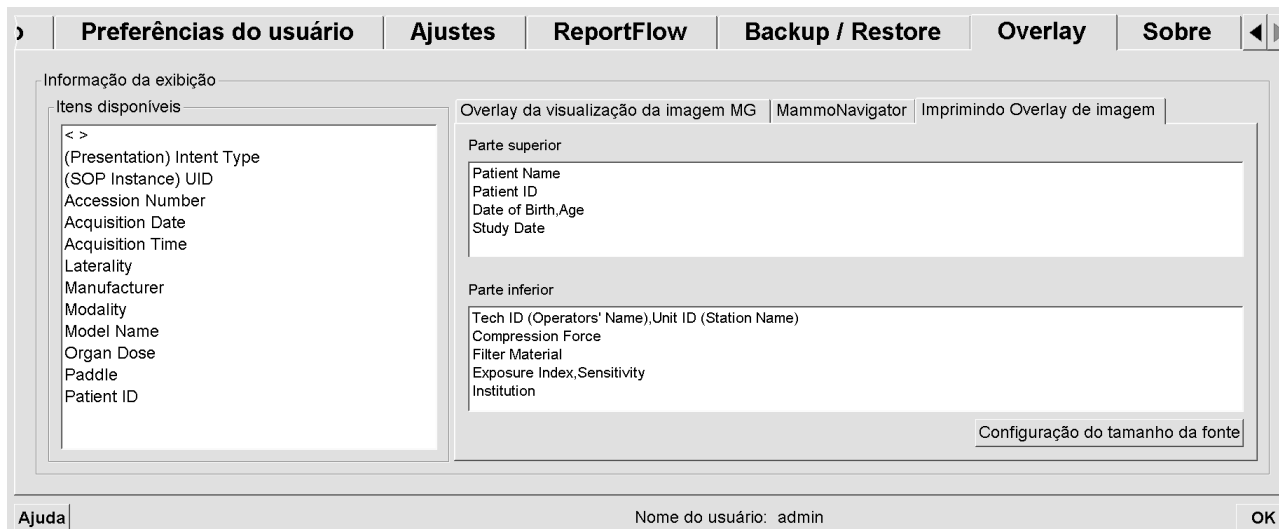 Preferências do usuário Ajustes ReportFlow Backup / Restore Overlay Sobre
Informação da exibição
Itens disponíveis
< >
(Presentation) Intent Type
(SOP Instance) UID
Accession Number
Acquisition Date
Acquisition Time
Laterality
Manufacturer
Modality
Model Name
Organ Dose
Paddle
Patient ID
Overlay da visualização da imagem MG MammoNavigator Imprimindo Overlay de imagem
Parte superior
Patient Name
Patient ID
Date of Birth,Age
Study Date
Parte inferior
Tech ID (Operators' Name),Unit ID (Station Name)
Compression Force
Filter Material
Exposure Index,Sensitivity
Institution
Configuração do tamanho da fonte
Ajuda Nome do usuário: admin OK